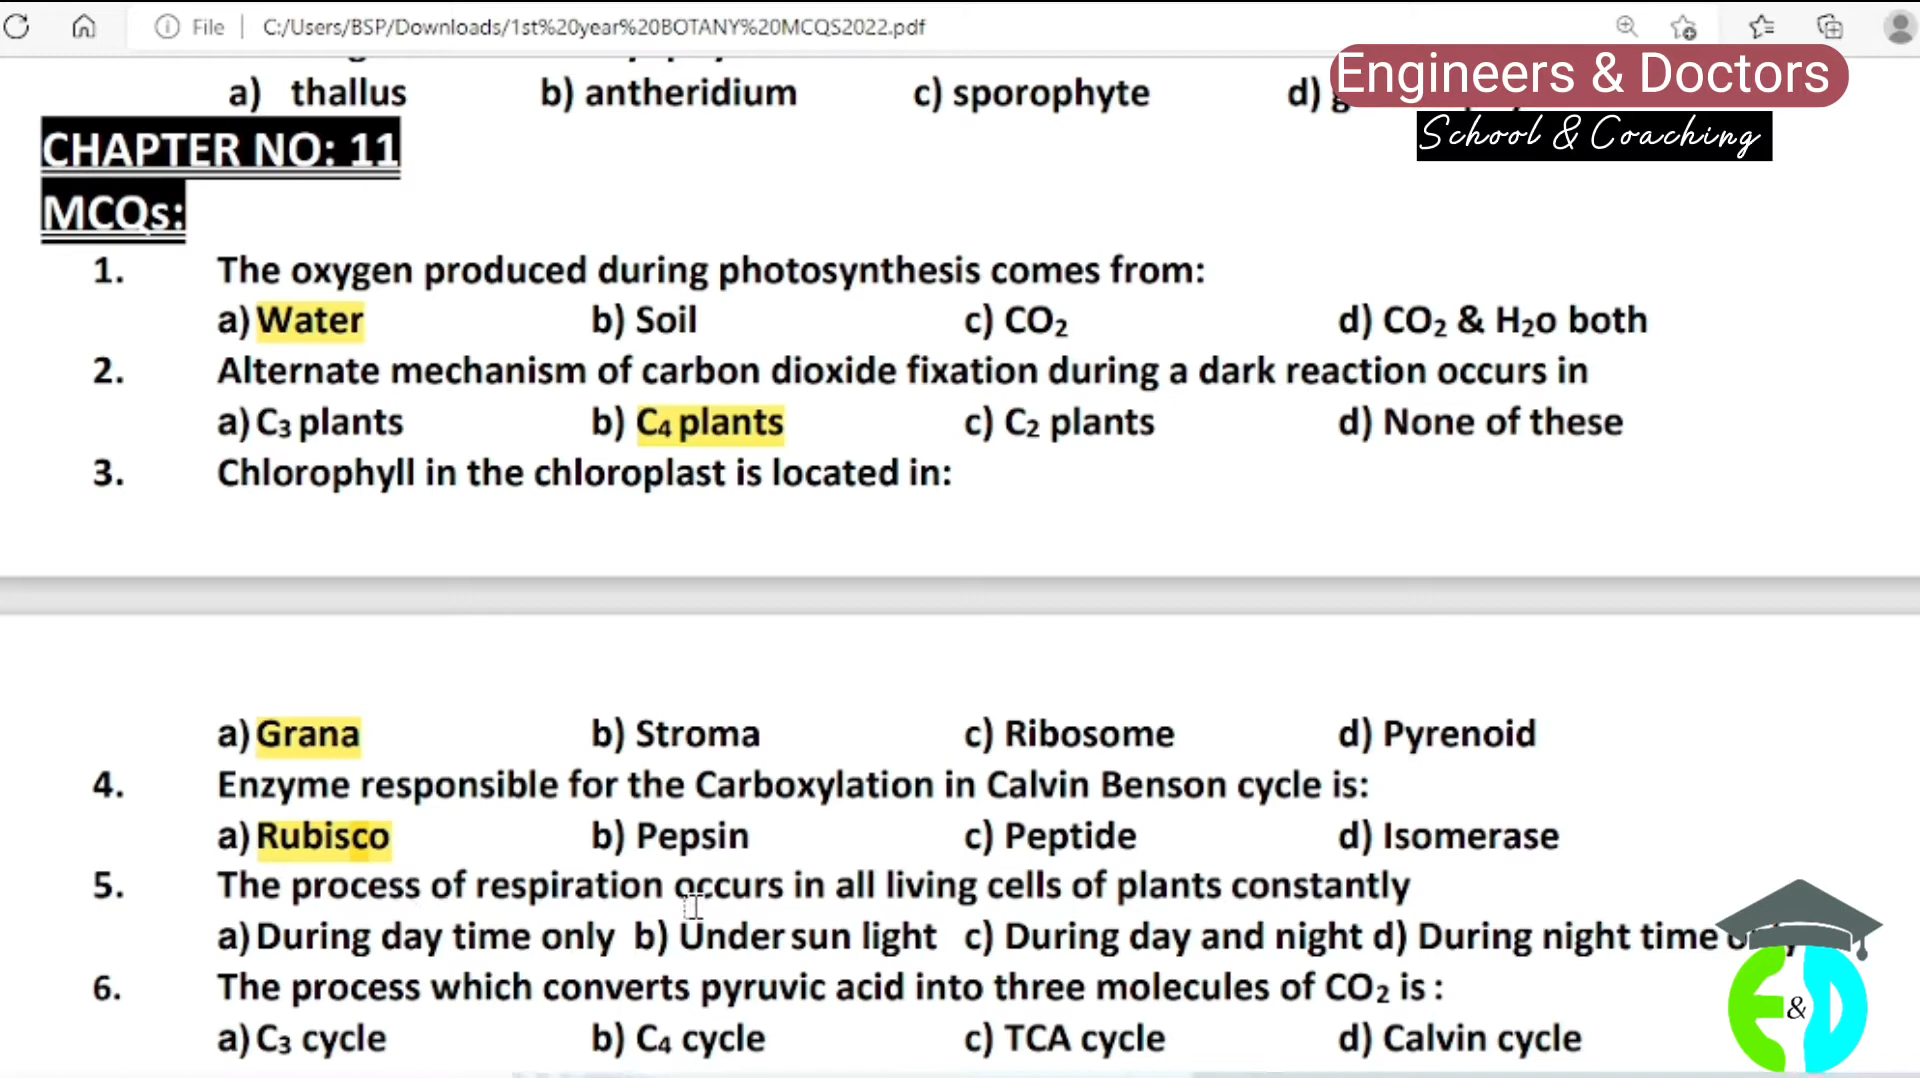 File | C:/Users/BSP/Downloads/1st%20year%20BOTANY%20MCQS2022.pdf
Engineers & Doctors
School & Coaching
a) thallus b) antheridium c) sporophyte d)
CHAPTER NO: 11
MCQs:
1. The oxygen produced during photosynthesis comes from:
a) Water b) Soil c) CO₂ d) CO₂ & H₂o both
2. Alternate mechanism of carbon dioxide fixation during a dark reaction occurs in
a) C₃ plants b) C₄ plants c) C₂ plants d) None of these
3. Chlorophyll in the chloroplast is located in:
a) Grana b) Stroma c) Ribosome d) Pyrenoid
4. Enzyme responsible for the Carboxylation in Calvin Benson cycle is:
a) Rubisco b) Pepsin c) Peptide d) Isomerase
5. The process of respiration occurs in all living cells of plants constantly
a) During day time only b) Under sun light c) During day and night d) During night time
6. The process which converts pyruvic acid into three molecules of CO₂ is :
a) C₃ cycle b) C₄ cycle c) TCA cycle d) Calvin cycle
E & D